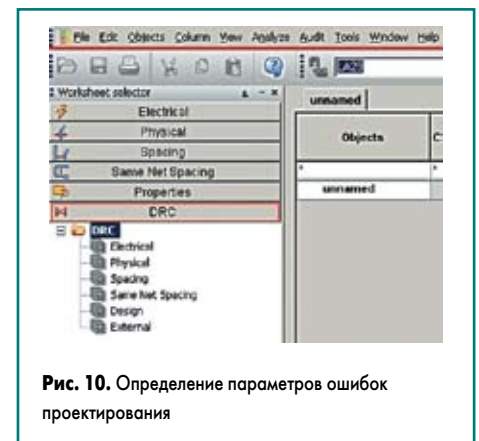 File Edit Objects Column View Analyze Audit Tools Window Help
Worksheet selector
unnamed
Electrical
Physical
Spacing
Same Net Spacing
Properties
DRC
Objects
unnamed
DRC
Electrical
Physical
Spacing
Same Net Spacing
Design
External
Рис. 10. Определение параметров ошибок
проектирования